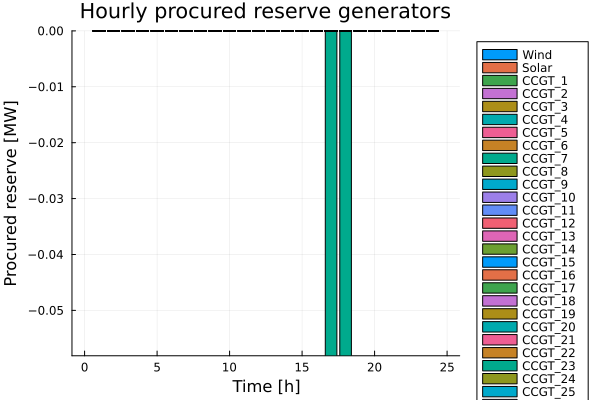 Hourly procured reserve generators
Procured reserve [MW]
0.00
−0.01
−0.02
−0.03
−0.04
−0.05
0
5
10
15
20
25
Time [h]
Wind
Solar
CCGT_1
CCGT_2
CCGT_3
CCGT_4
CCGT_5
CCGT_6
CCGT_7
CCGT_8
CCGT_9
CCGT_10
CCGT_11
CCGT_12
CCGT_13
CCGT_14
CCGT_15
CCGT_16
CCGT_17
CCGT_18
CCGT_19
CCGT_20
CCGT_21
CCGT_22
CCGT_23
CCGT_24
CCGT_25